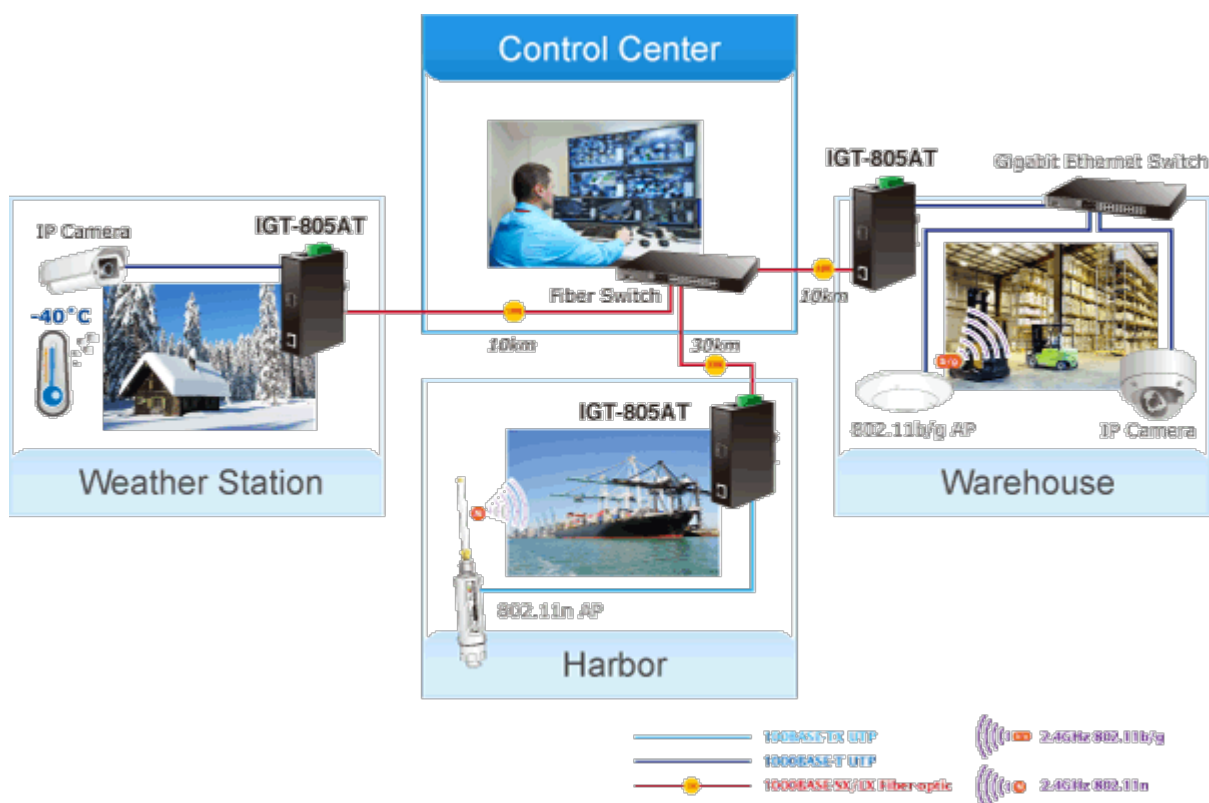 Control Center
IGT-805AT
Gigabit Ethernet Switch
IP Camera
IGT-805AT
-40°C
Fiber Switch
10km
10km
30km
IGT-805AT
802.11b/g AP
IP Camera
Weather Station
Warehouse
802.11n AP
Harbor
100BASE-TX UTP
2.4GHz 802.11b/g
1000BASE-T UTP
1000BASE-SX/LX Fiber-optic
2.4GHz 802.11n